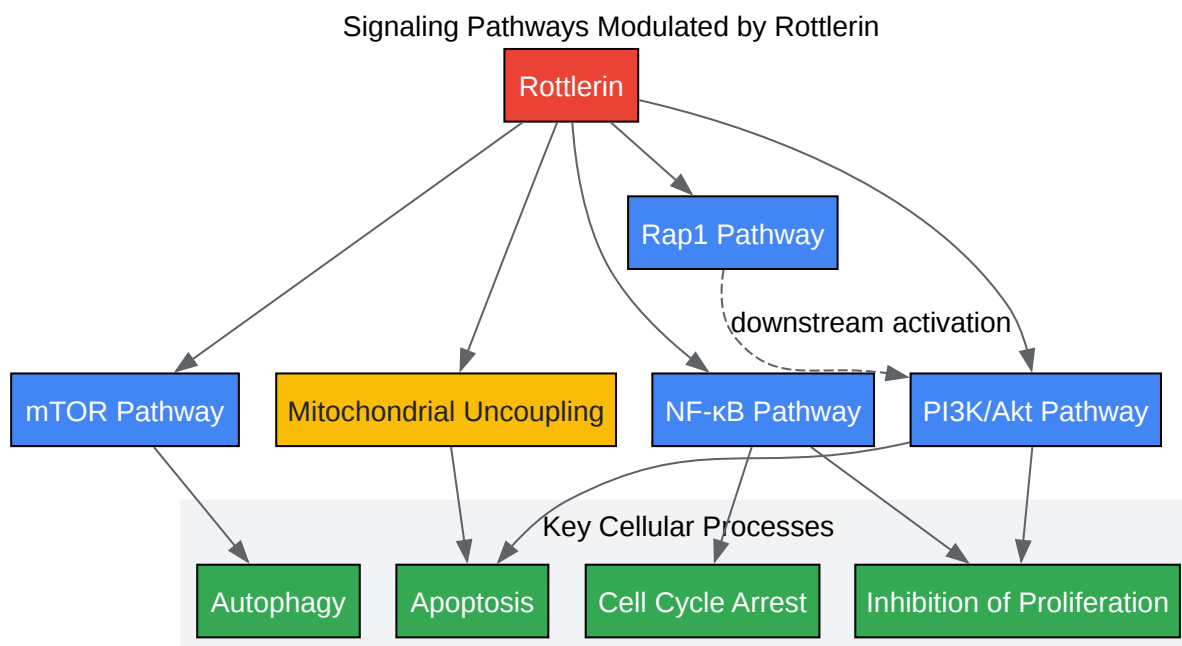 Signaling Pathways Modulated by Rottlerin
Rottlerin
Rap1 Pathway
downstream activation
mTOR Pathway
Mitochondrial Uncoupling
NF-κB Pathway
PI3K/Akt Pathway
Key Cellular Processes
Autophagy
Apoptosis
Cell Cycle Arrest
Inhibition of Proliferation